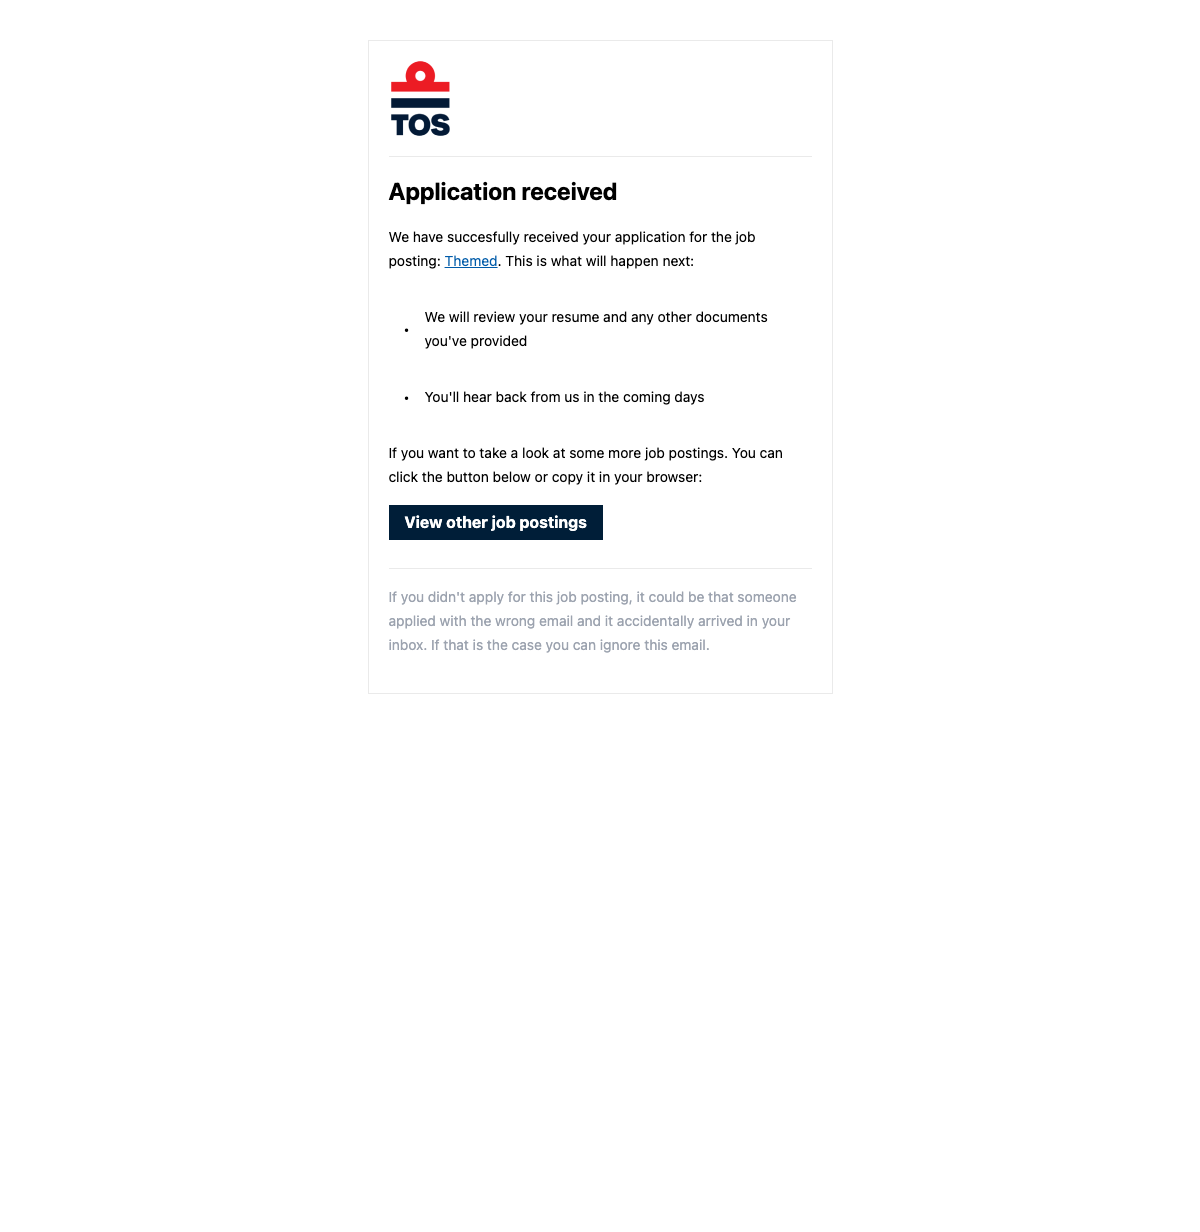 TOS
Application received
We have succesfully received your application for the job
posting: Themed. This is what will happen next:
• We will review your resume and any other documents
you've provided
• You'll hear back from us in the coming days
If you want to take a look at some more job postings. You can
click the button below or copy it in your browser:
View other job postings
If you didn't apply for this job posting, it could be that someone
applied with the wrong email and it accidentally arrived in your
inbox. If that is the case you can ignore this email.